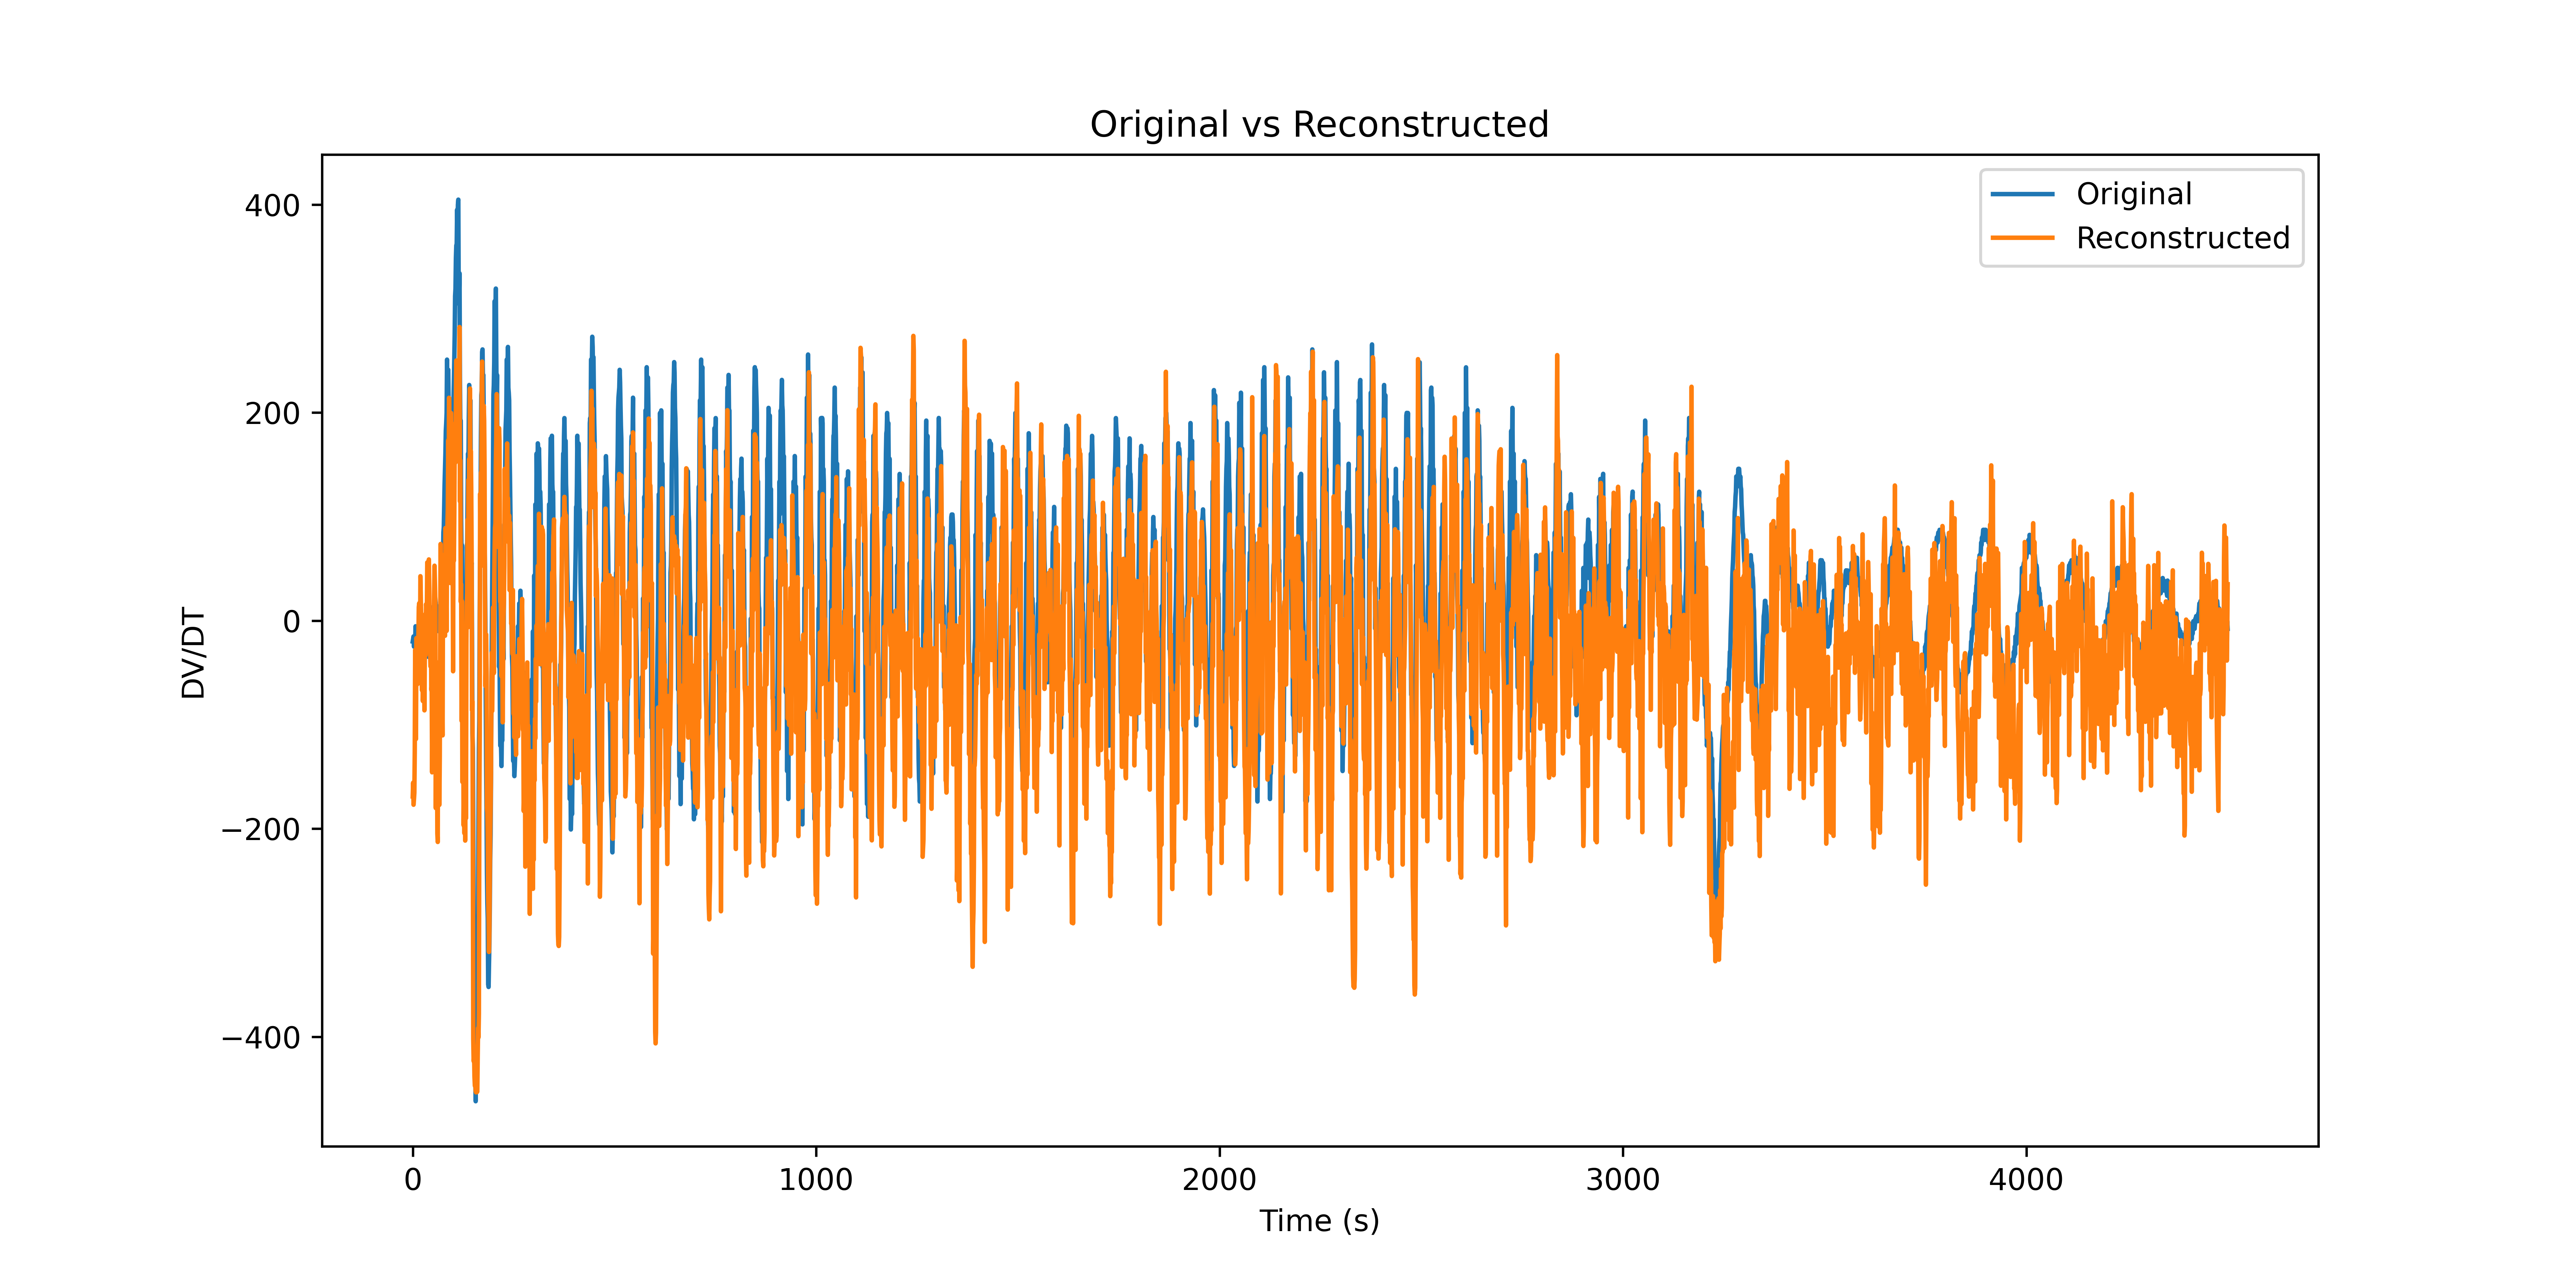 Original vs Reconstructed
Original
Reconstructed
400
200
0
−200
−400
DV/DT
0
1000
2000
3000
4000
Time (s)